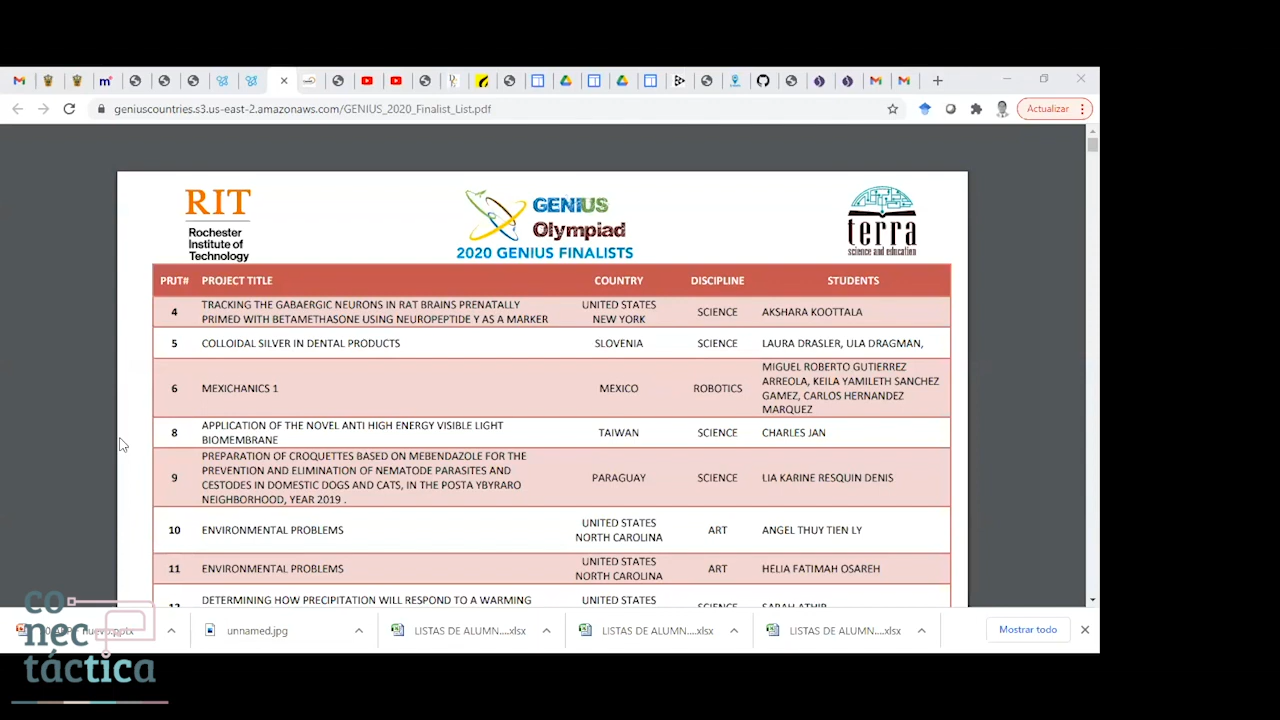 geniuscountries.s3.us-east-2.amazonaws.com/GENIUS_2020_Finalist_List.pdf
Actualizar
RIT
Rochester
Institute of
Technology
GENIUS
Olympiad
2020 GENIUS FINALISTS
terra
science and education
PRJT# PROJECT TITLE COUNTRY DISCIPLINE STUDENTS
4 TRACKING THE GABAERGIC NEURONS IN RAT BRAINS PRENATALLY
PRIMED WITH BETAMETHASONE USING NEUROPEPTIDE Y AS A MARKER
UNITED STATES
NEW YORK
SCIENCE AKSHARA KOOTTALA
5 COLLOIDAL SILVER IN DENTAL PRODUCTS SLOVENIA SCIENCE LAURA DRASLER, ULA DRAGMAN,
6 MEXICHANICS 1 MEXICO ROBOTICS
MIGUEL ROBERTO GUTIERREZ
ARREOLA, KEILA YAMILETH SANCHEZ
GAMEZ, CARLOS HERNANDEZ
MARQUEZ
8 APPLICATION OF THE NOVEL ANTI HIGH ENERGY VISIBLE LIGHT
BIOMEMBRANE
TAIWAN SCIENCE CHARLES JAN
9 PREPARATION OF CROQUETTES BASED ON MEBENDAZOLE FOR THE
PREVENTION AND ELIMINATION OF NEMATODE PARASITES AND
CESTODES IN DOMESTIC DOGS AND CATS, IN THE POSTA YBYRARO
NEIGHBORHOOD, YEAR 2019 .
PARAGUAY SCIENCE LIA KARINE RESQUIN DENIS
10 ENVIRONMENTAL PROBLEMS
UNITED STATES
NORTH CAROLINA
ART ANGEL THUY TIEN LY
11 ENVIRONMENTAL PROBLEMS
UNITED STATES
NORTH CAROLINA
ART HELIA FATIMAH OSAREH
DETERMINING HOW PRECIPITATION WILL RESPOND TO A WARMING
UNITED STATES
nuevo.pptx
unnamed.jpg
LISTAS DE ALUMN....xlsx
LISTAS DE ALUMN....xlsx
LISTAS DE ALUMN....xlsx
Mostrar todo
co
nec
táctica